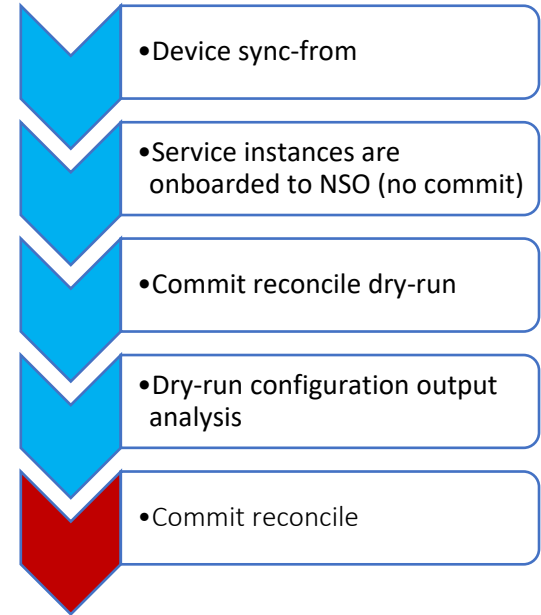 •Device sync-from
•Service instances are
onboarded to NSO (no commit)
•Commit reconcile dry-run
•Dry-run configuration output
analysis
•Commit reconcile